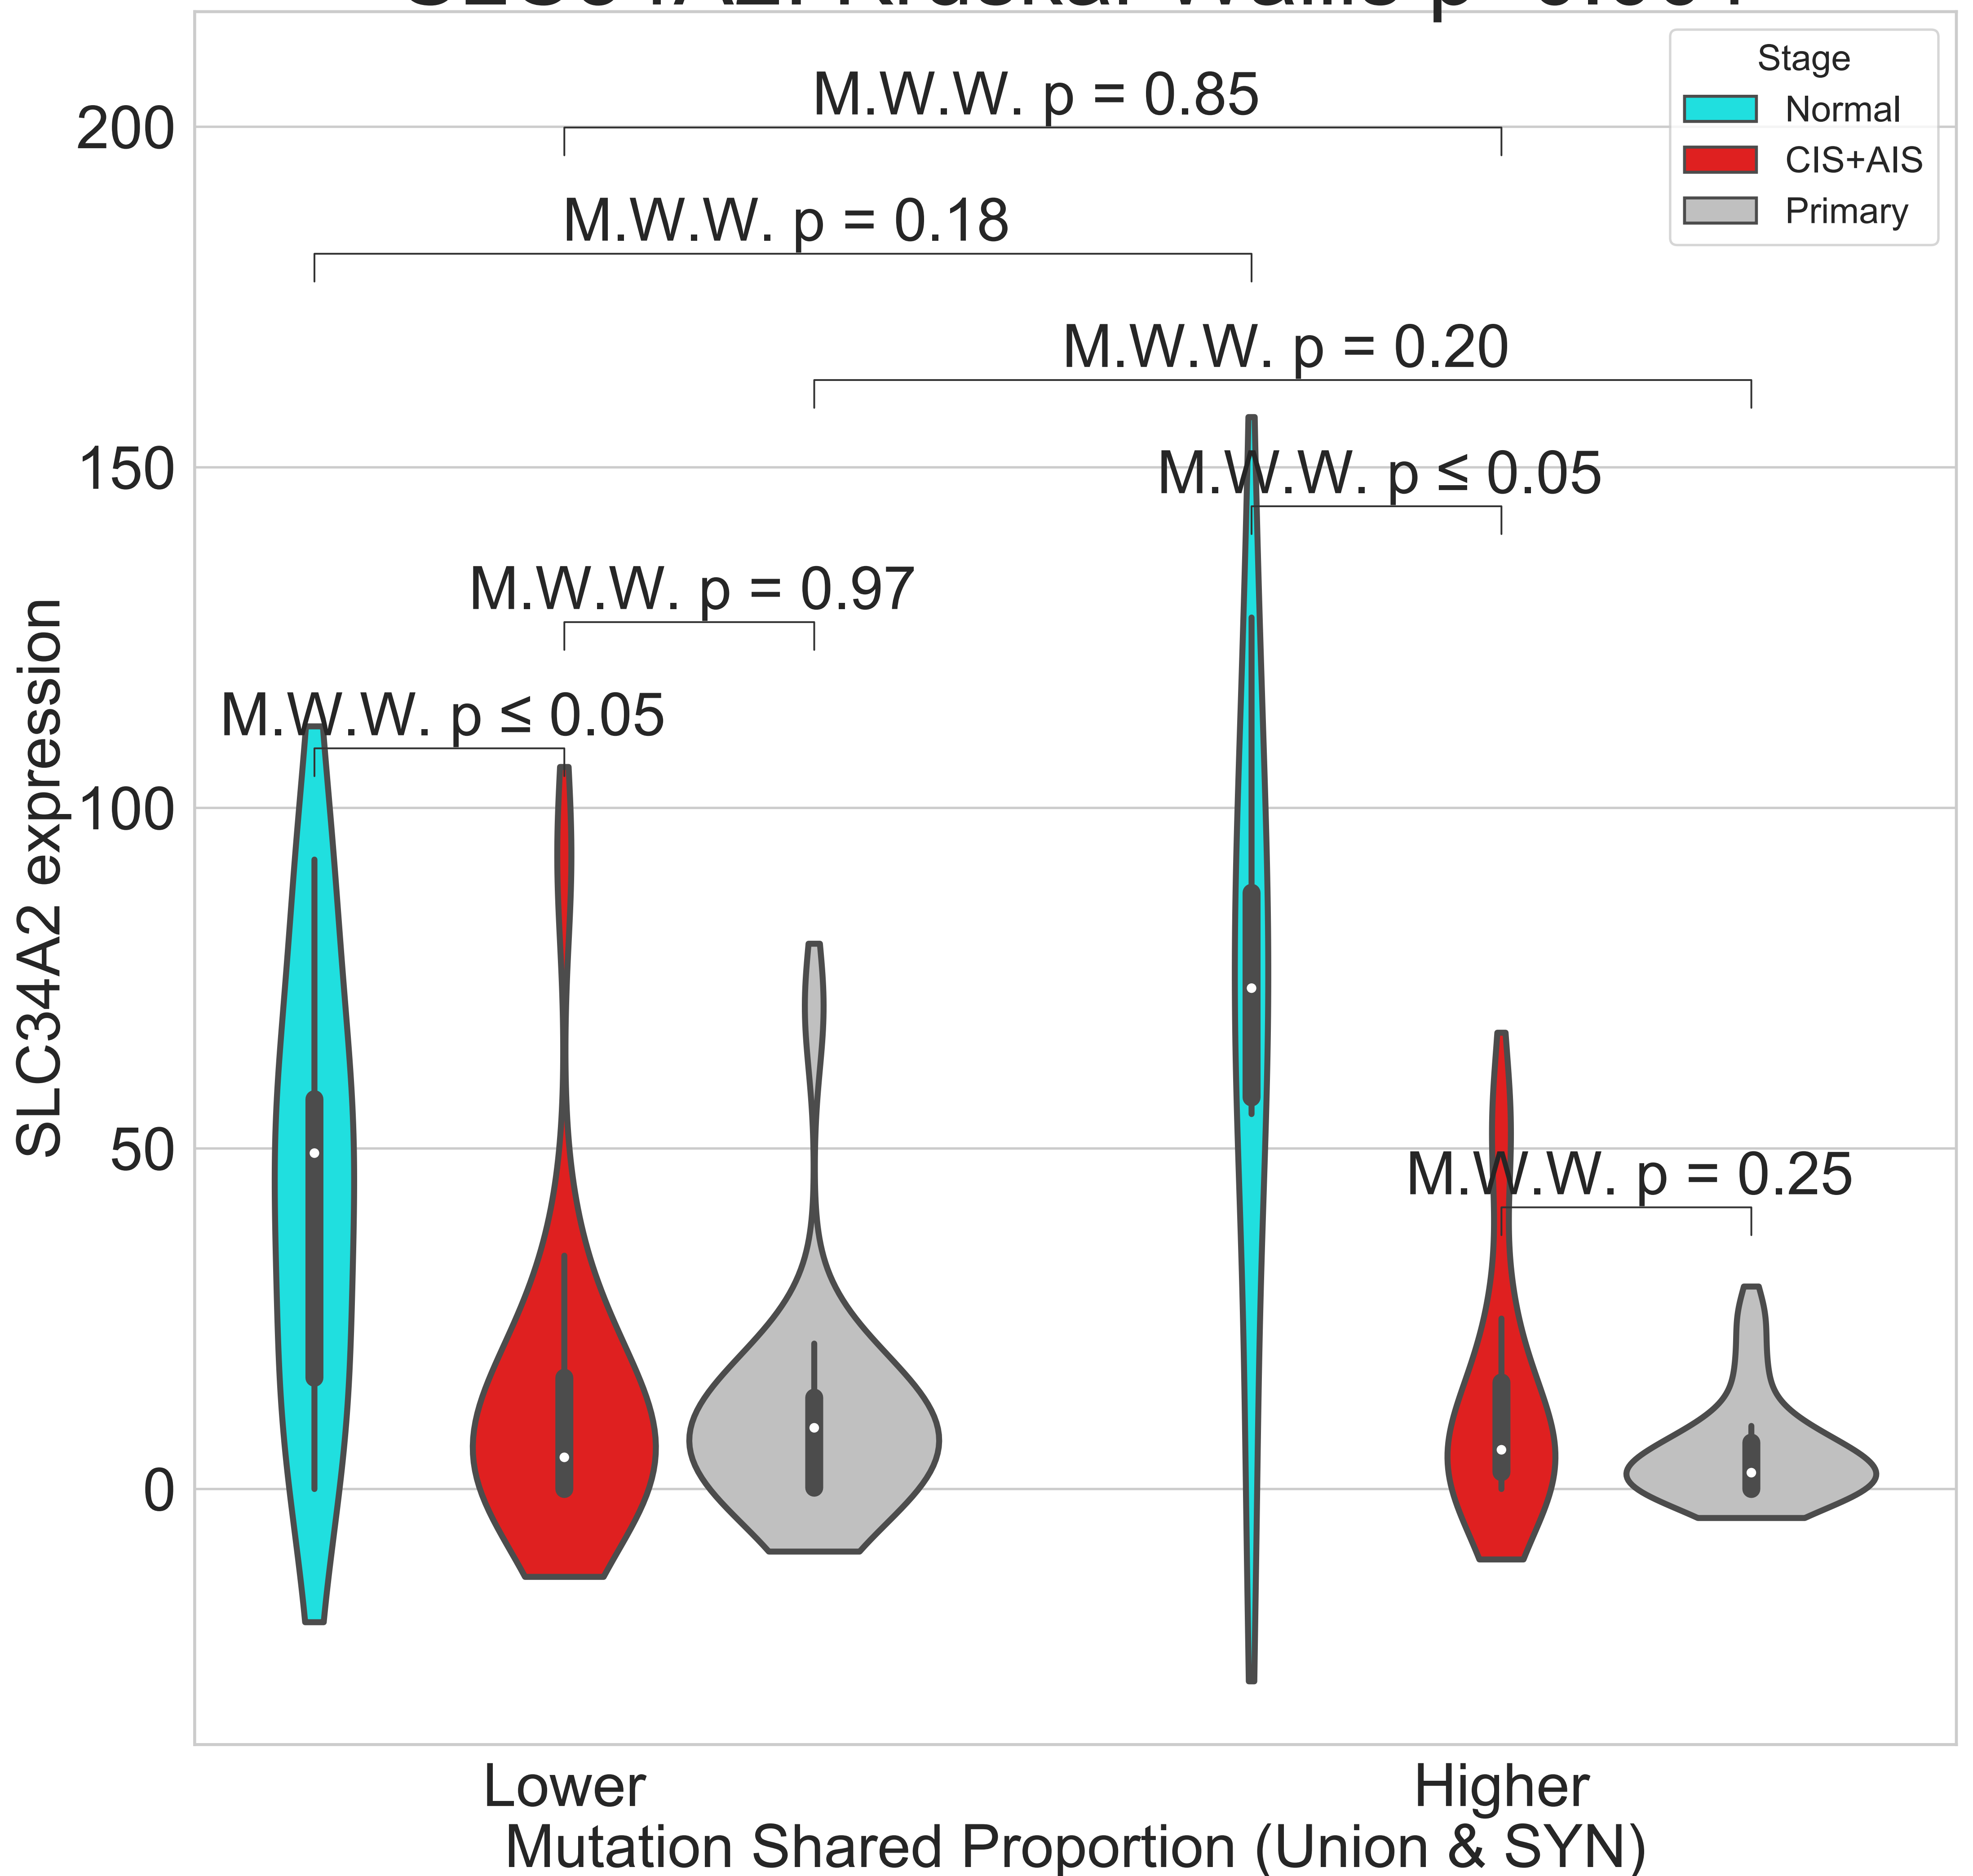 Stage
Normal
CIS+AIS
Primary
M.W.W. p = 0.85
M.W.W. p = 0.18
M.W.W. p = 0.20
M.W.W. p ≤ 0.05
M.W.W. p = 0.97
M.W.W. p ≤ 0.05
M.W.W. p = 0.25
200
150
100
50
0
SLC34A2 expression
Lower
Higher
Mutation Shared Proportion (Union & SYN)